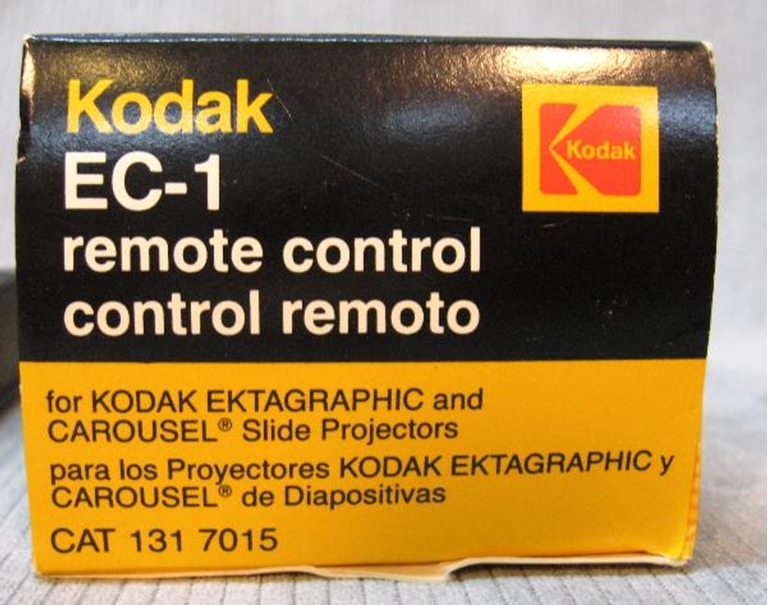 Kodak
EC-1
remote control
control remoto
Kodak
for KODAK EKTAGRAPHIC and
CAROUSEL® Slide Projectors
para los Proyectores KODAK EKTAGRAPHIC y
CAROUSEL® de Diapositivas
CAT 131 7015